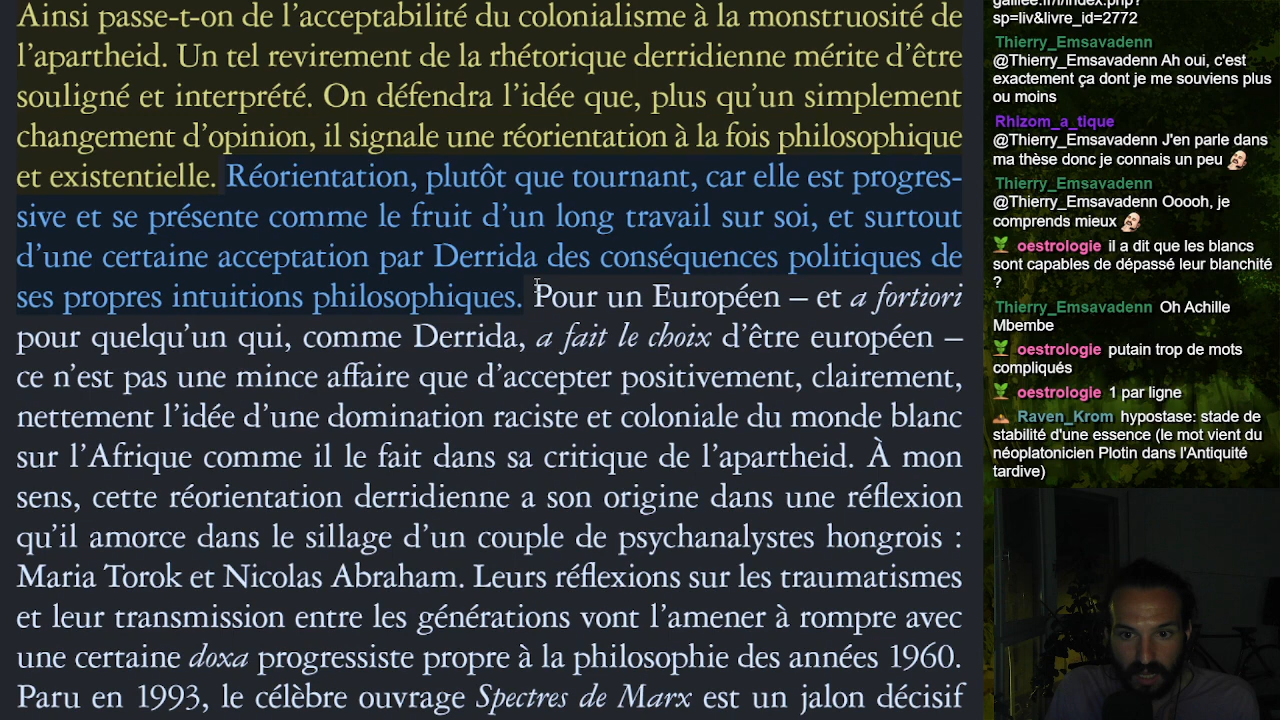 Ainsi passe-t-on de l’acceptabilité du colonialisme à la monstruosité de
l’apartheid. Un tel revirement de la rhétorique derridienne mérite d’être
souligné et interprété. On défendra l’idée que, plus qu’un simplement
changement d’opinion, il signale une réorientation à la fois philosophique
et existentielle. Réorientation, plutôt que tournant, car elle est progres-
sive et se présente comme le fruit d’un long travail sur soi, et surtout
d’une certaine acceptation par Derrida des conséquences politiques de
ses propres intuitions philosophiques. Pour un Européen – et a fortiori
pour quelqu’un qui, comme Derrida, a fait le choix d’être européen –
ce n’est pas une mince affaire que d’accepter positivement, clairement,
nettement l’idée d’une domination raciste et coloniale du monde blanc
sur l’Afrique comme il le fait dans sa critique de l’apartheid. À mon
sens, cette réorientation derridienne a son origine dans une réflexion
qu’il amorce dans le sillage d’un couple de psychanalystes hongrois :
Maria Torok et Nicolas Abraham. Leurs réflexions sur les traumatismes
et leur transmission entre les générations vont l’amener à rompre avec
une certaine doxa progressiste propre à la philosophie des années 1960.
Paru en 1993, le célèbre ouvrage Spectres de Marx est un jalon décisif
galilee.fr/f/index.php?
sp=liv&livre_id=2772
Thierry_Emsavadenn
@Thierry_Emsavadenn Ah oui, c'est
exactement ça dont je me souviens plus
ou moins
Rhizom_a_tique
@Thierry_Emsavadenn J'en parle dans
ma thèse donc je connais un peu
Thierry_Emsavadenn
@Thierry_Emsavadenn Ooooh, je
comprends mieux
oestrologie il a dit que les blancs
sont capables de dépassé leur blanchité
?
Thierry_Emsavadenn Oh Achille
Mbembe
oestrologie putain trop de mots
compliqués
oestrologie 1 par ligne
Raven_Krom hypostase: stade de
stabilité d'une essence (le mot vient du
néoplatonicien Plotin dans l'Antiquité
tardive)